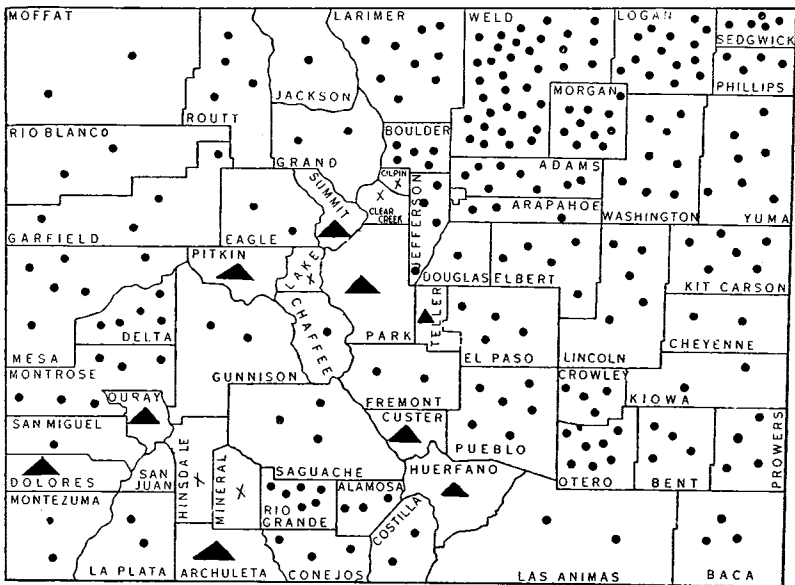 MOFFAT
LARIMER
WELD
LOGAN
SEDGWICK
PHILLIPS
JACKSON
ROUTT
MORGAN
RIO BLANCO
BOULDER
GRAND
GILPIN
ADAMS
SUMMIT
CLEAR CREEK
JEFFERSON
ARAPAHOE
WASHINGTON
YUMA
GARFIELD
EAGLE
PITKIN
LAKE
DOUGLAS
ELBERT
KIT CARSON
CHAFFEE
PARK
TELLER
DELTA
MESA
EL PASO
LINCOLN
CHEYENNE
MONTROSE
GUNNISON
FREMONT
CROWLEY
KIOWA
OURAY
SAN MIGUEL
CUSTER
PUEBLO
PROWERS
DOLORES
SAN JUAN
HINSDALE
MINERAL
SAGUACHE
HUERFANO
OTERO
BENT
MONTEZUMA
RIO GRANDE
ALAMOSA
COSTILLA
LA PLATA
ARCHULETA
CONEJOS
LAS ANIMAS
BACA